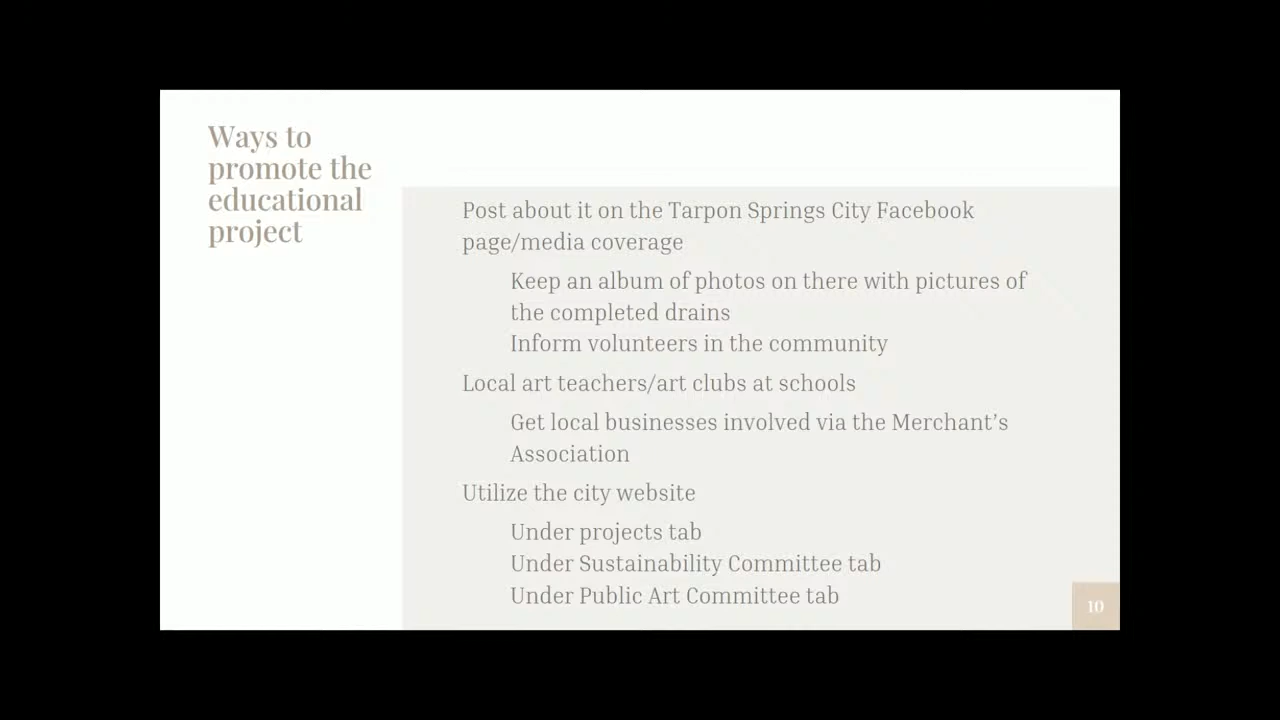 Ways to
promote the
educational
project
Post about it on the Tarpon Springs City Facebook
page/media coverage
Keep an album of photos on there with pictures of
the completed drains
Inform volunteers in the community
Local art teachers/art clubs at schools
Get local businesses involved via the Merchant’s
Association
Utilize the city website
Under projects tab
Under Sustainability Committee tab
Under Public Art Committee tab
10